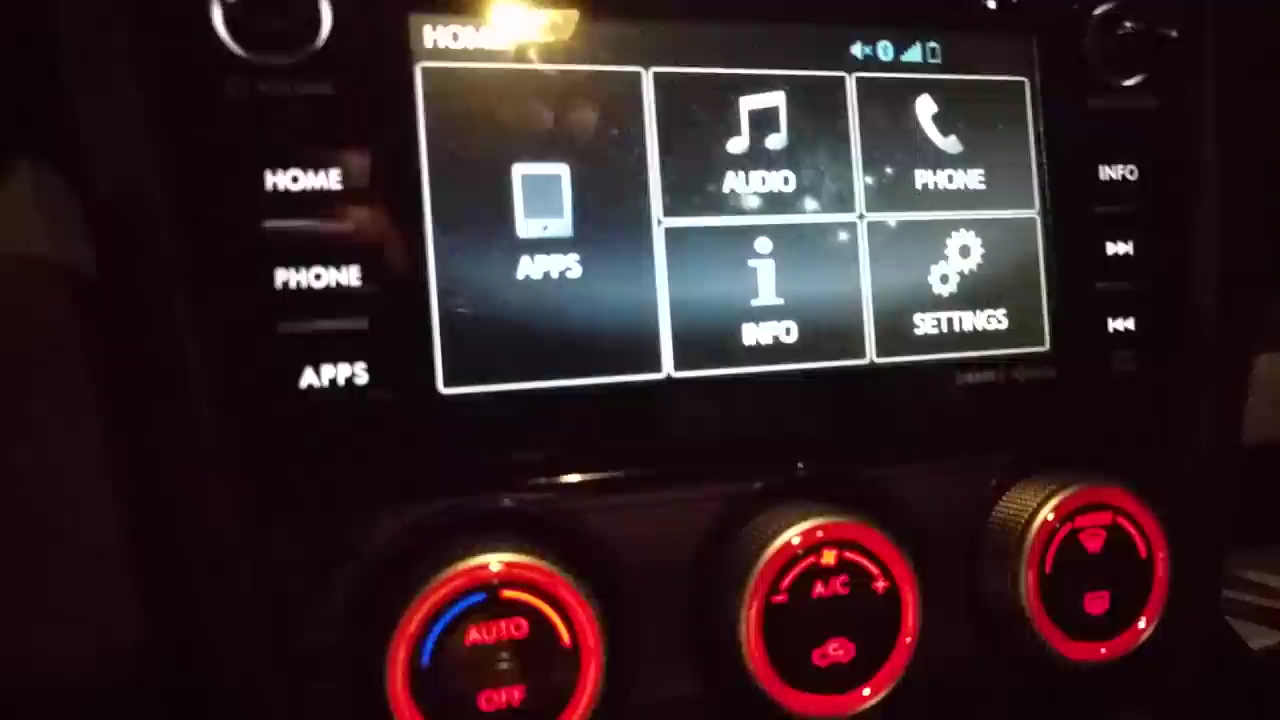 HOME
HOME
PHONE
APPS
APPS
AUDIO
PHONE
INFO
SETTINGS
INFO
AUTO
OFF
A/C
- +